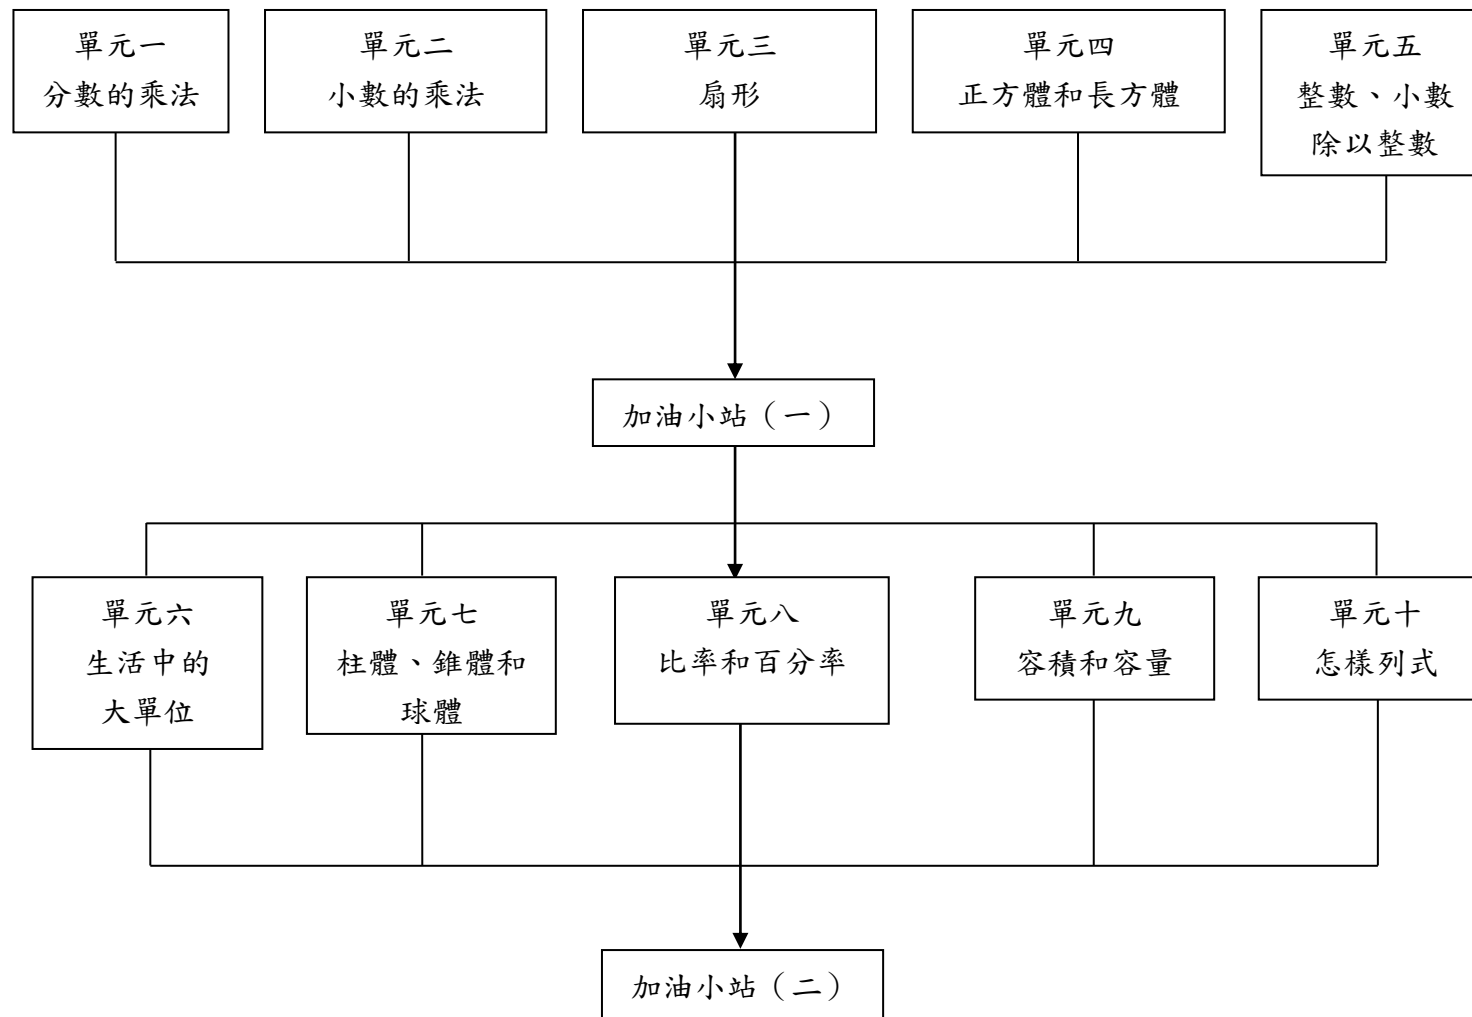 單元一
分數的乘法
單元二
小數的乘法
單元三
扇形
單元四
正方體和長方體
單元五
整數、小數
除以整數
加油小站（一）
單元六
生活中的
大單位
單元七
柱體、錐體和
球體
單元八
比率和百分率
單元九
容積和容量
單元十
怎樣列式
加油小站（二）